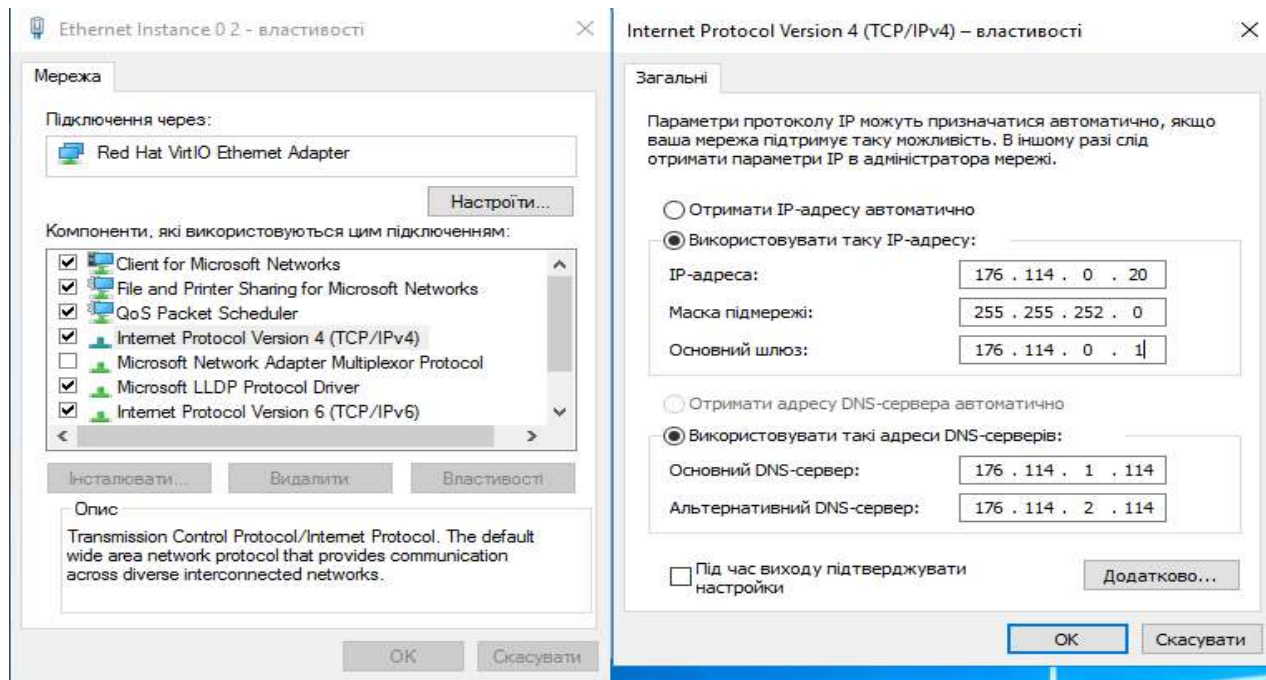 Ethernet Instance 0 2 - властивості
Мережа
Підключення через:
Red Hat VirtIO Ethernet Adapter
Настроїти...
Компоненти, які використовуються цим підключенням:
Client for Microsoft Networks
File and Printer Sharing for Microsoft Networks
QoS Packet Scheduler
Internet Protocol Version 4 (TCP/IPv4)
Microsoft Network Adapter Multiplexor Protocol
Microsoft LLDP Protocol Driver
Internet Protocol Version 6 (TCP/IPv6)
Інсталювати... Видалити Властивості
Опис
Transmission Control Protocol/Internet Protocol. The default
wide area network protocol that provides communication
across diverse interconnected networks.
OK Скасувати
Internet Protocol Version 4 (TCP/IPv4) – властивості
Загальні
Параметри протоколу IP можуть призначатися автоматично, якщо
ваша мережа підтримує таку можливість. В іншому разі слід
отримати параметри IP в адміністратора мережі.
Отримати IP-адресу автоматично
Використовувати таку IP-адресу:
IP-адреса: 176 . 114 . 0 . 20
Маска підмережі: 255 . 255 . 252 . 0
Основний шлюз: 176 . 114 . 0 . 1
Отримати адресу DNS-сервера автоматично
Використовувати такі адреси DNS-серверів:
Основний DNS-сервер: 176 . 114 . 1 . 114
Альтернативний DNS-сервер: 176 . 114 . 2 . 114
Під час виходу підтверджувати
настройки
Додатково...
OK Скасувати